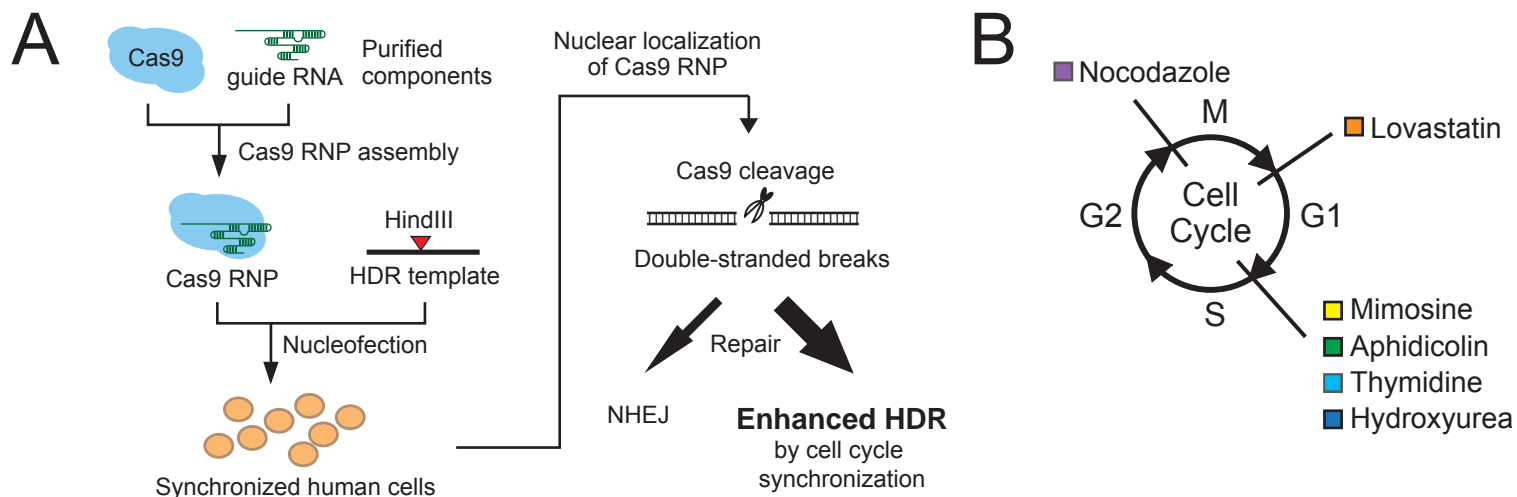 A
Cas9
guide RNA
Purified
components
Cas9 RNP assembly
Cas9 RNP
HindIII
HDR template
Nucleofection
Synchronized human cells
Nuclear localization
of Cas9 RNP
Cas9 cleavage
Double-stranded breaks
Repair
NHEJ
Enhanced HDR
by cell cycle
synchronization
B
Nocodazole
M
Lovastatin
G2
Cell
Cycle
G1
S
Mimosine
Aphidicolin
Thymidine
Hydroxyurea